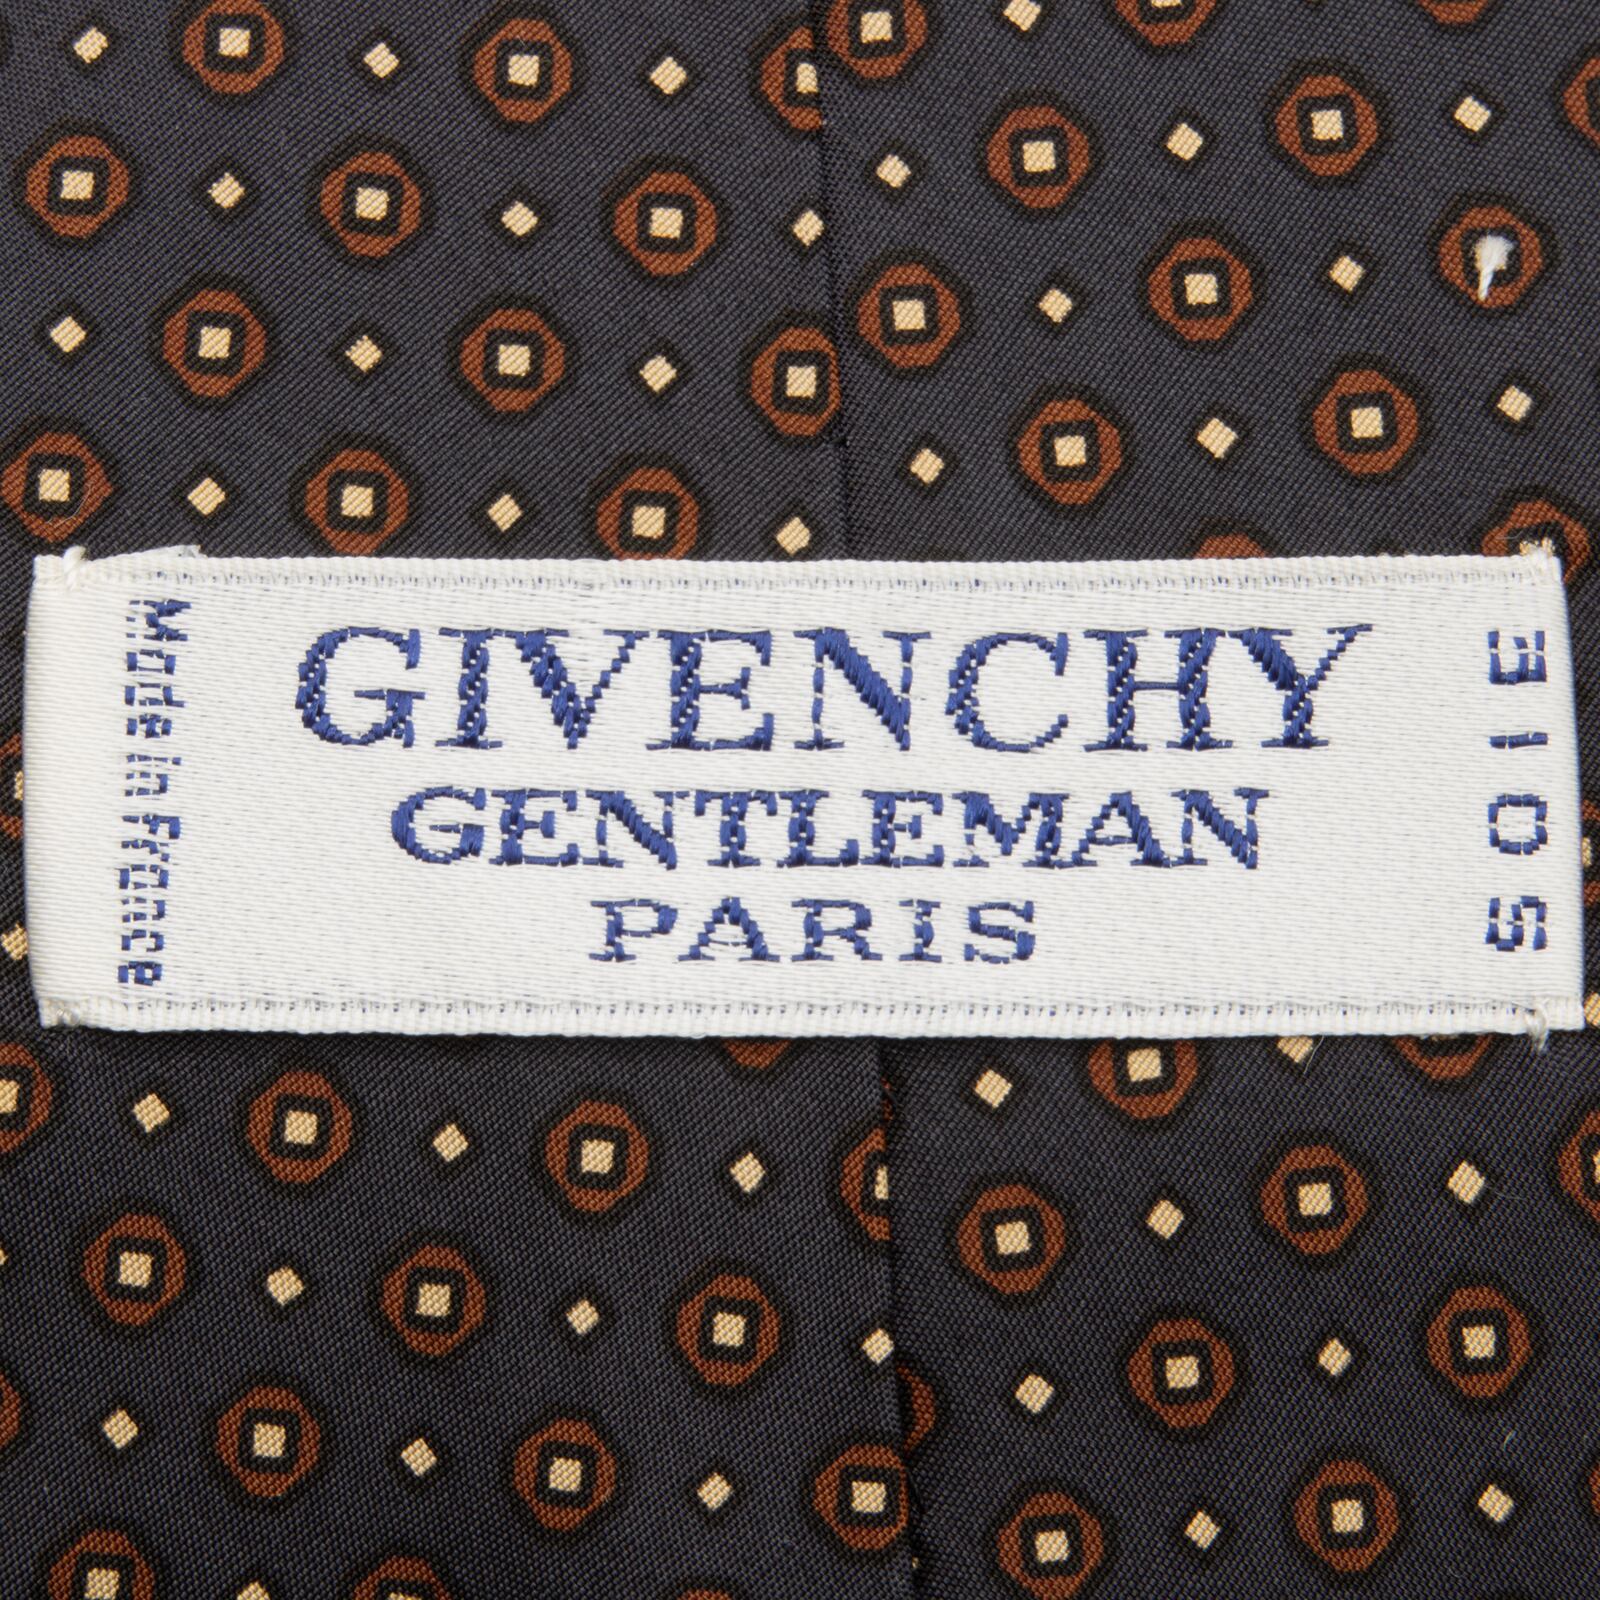 Made in France
GIVENCHY
GENTLEMAN
PARIS
SOIE